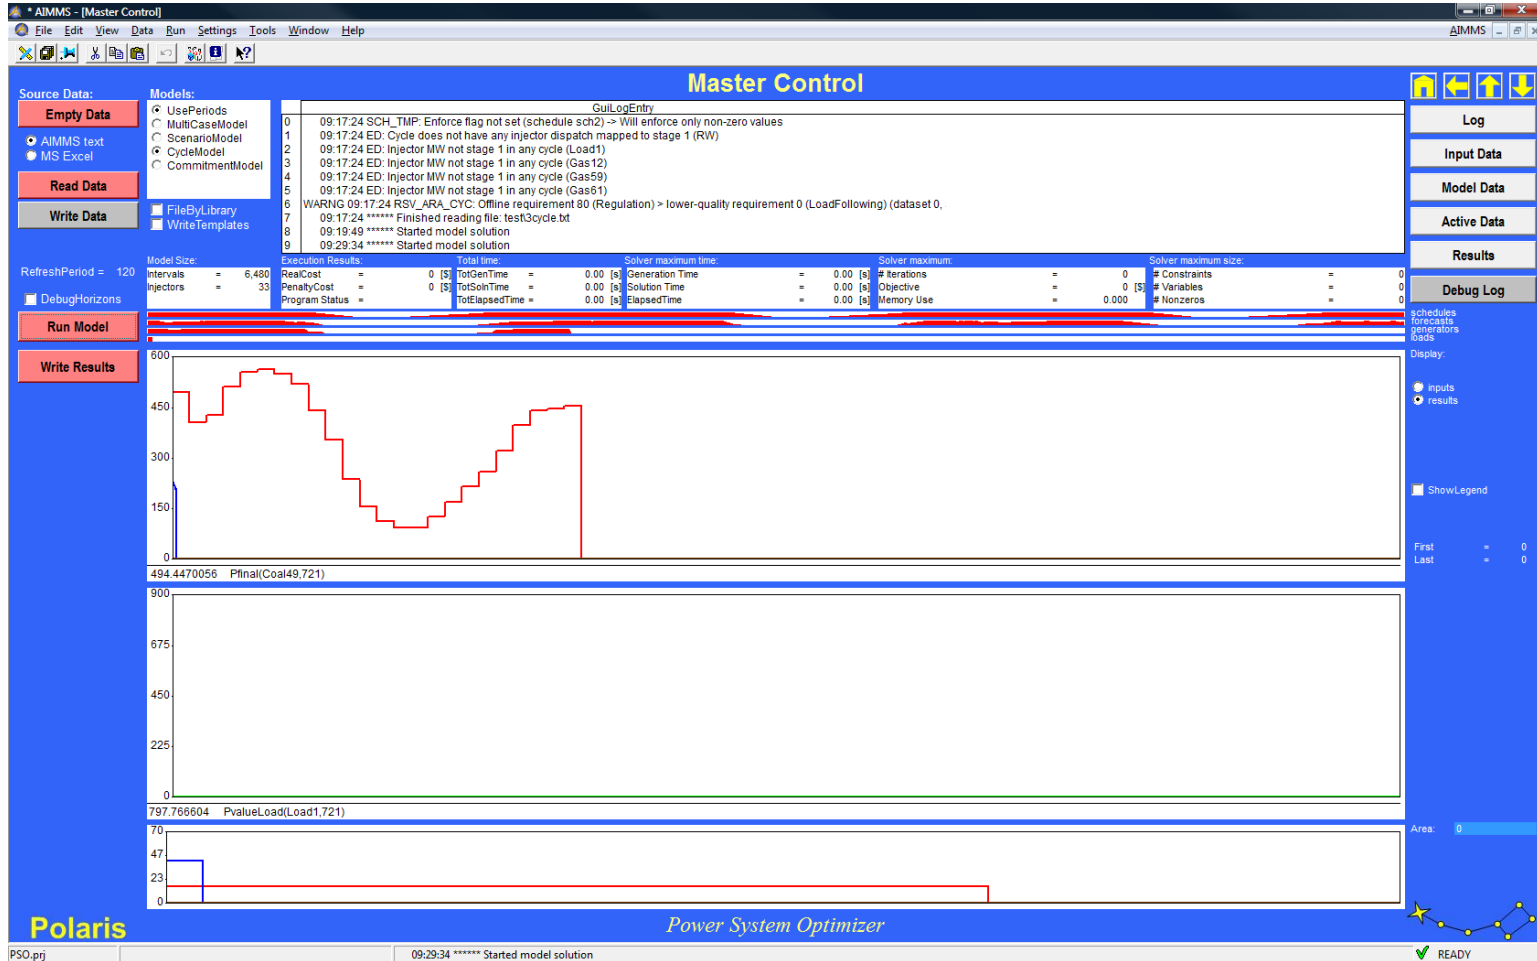 * AIMMS - [Master Control]
File Edit View Data Run Settings Tools Window Help AIMMS
Master Control
Source Data:
Empty Data
AIMMS text
MS Excel
Read Data
Write Data
Models:
UsePeriods
MultiCaseModel
ScenarioModel
CycleModel
CommitmentModel
FileByLibrary
WriteTemplates
GuiLogEntry
0 09:17:24 SCH_TMP: Enforce flag not set (schedule sch2) -> Will enforce only non-zero values
1 09:17:24 ED: Cycle does not have any injector dispatch mapped to stage 1 (RW)
2 09:17:24 ED: Injector MW not stage 1 in any cycle (Load1)
3 09:17:24 ED: Injector MW not stage 1 in any cycle (Gas12)
4 09:17:24 ED: Injector MW not stage 1 in any cycle (Gas59)
5 09:17:24 ED: Injector MW not stage 1 in any cycle (Gas61)
6 WARNG 09:17:24 RSV_ARA_CYC: Offline requirement 80 (Regulation) > lower-quality requirement 0 (LoadFollowing) (dataset 0,
7 09:17:24 ****** Finished reading file: test\3cycle.txt
8 09:19:49 ****** Started model solution
9 09:29:34 ****** Started model solution
Log
Input Data
Model Data
Active Data
Results
Debug Log
RefreshPeriod = 120
DebugHorizons
Run Model
Write Results
Model Size:
Intervals = 6,480
Injectors = 33
Execution Results:
RealCost = 0 [$]
PenaltyCost = 0 [$]
Program Status =
Total time:
TotGenTime = 0.00 [s]
TotSolnTime = 0.00 [s]
TotElapsedTime = 0.00 [s]
Solver maximum time:
Generation Time = 0.00 [s]
Solution Time = 0.00 [s]
ElapsedTime = 0.00 [s]
Solver maximum:
# Iterations = 0
Objective = 0 [$]
Memory Use = 0.000
Solver maximum size:
# Constraints = 0
# Variables = 0
# Nonzeros = 0
schedules
forecasts
generators
loads
Display:
inputs
results
ShowLegend
First = 0
Last = 0
600
450
300
150
0
494.4470056 Pfinal(Coal49,721)
900
675
450
225
0
797.766604 PvalueLoad(Load1,721)
70
47
23
0
Area: 0
Polaris
Power System Optimizer
PSO.prj
09:29:34 ****** Started model solution
READY